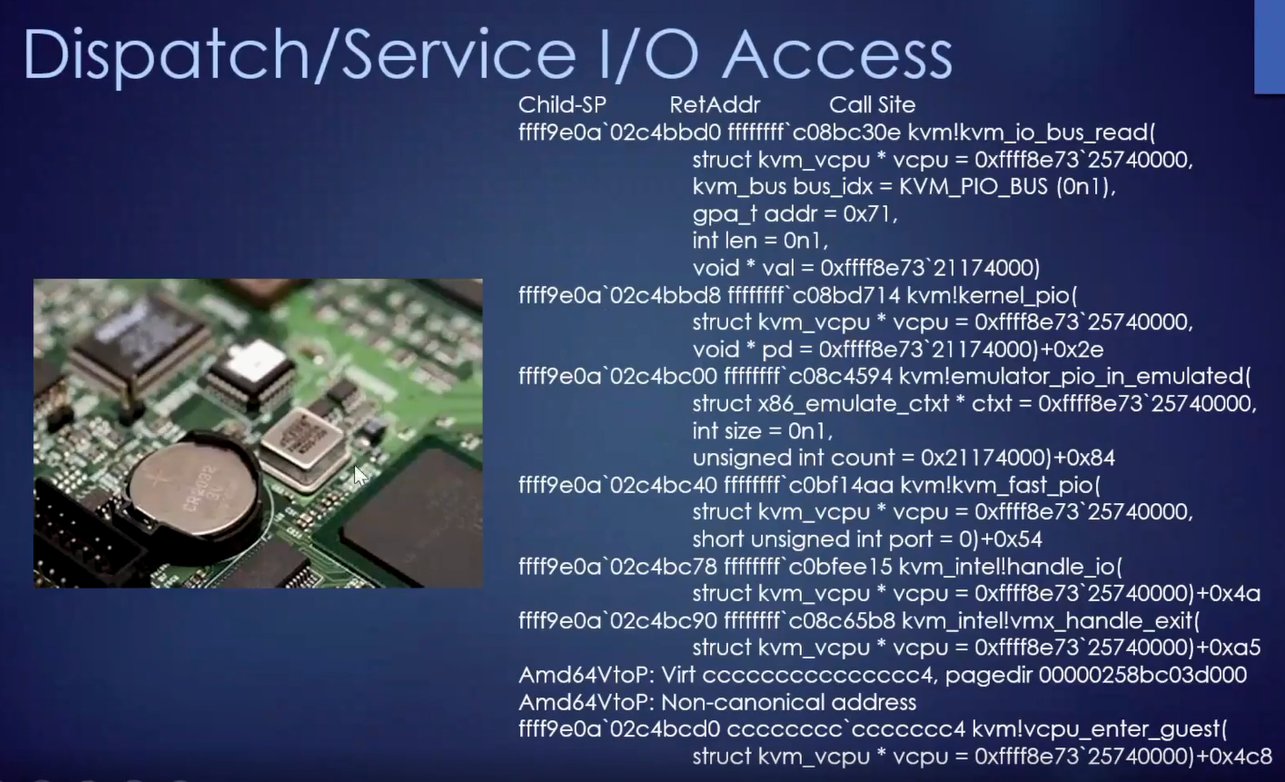 Dispatch/Service I/O Access
Child-SP RetAddr Call Site
ffff9e0a`02c4bbd0 ffffffff`c08bc30e kvm!kvm_io_bus_read(
struct kvm_vcpu * vcpu = 0xffff8e73`25740000,
kvm_bus bus_idx = KVM_PIO_BUS (0n1),
gpa_t addr = 0x71,
int len = 0n1,
void * val = 0xffff8e73`21174000)
ffff9e0a`02c4bbd8 ffffffff`c08bd714 kvm!kernel_pio(
struct kvm_vcpu * vcpu = 0xffff8e73`25740000,
void * pd = 0xffff8e73`21174000)+0x2e
ffff9e0a`02c4bc00 ffffffff`c08c4594 kvm!emulator_pio_in_emulated(
struct x86_emulate_ctxt * ctxt = 0xffff8e73`25740000,
int size = 0n1,
unsigned int count = 0x21174000)+0x84
ffff9e0a`02c4bc40 ffffffff`c0bf14aa kvm!kvm_fast_pio(
struct kvm_vcpu * vcpu = 0xffff8e73`25740000,
short unsigned int port = 0)+0x54
ffff9e0a`02c4bc78 ffffffff`c0bfee15 kvm_intel!handle_io(
struct kvm_vcpu * vcpu = 0xffff8e73`25740000)+0x4a
ffff9e0a`02c4bc90 ffffffff`c08c65b8 kvm_intel!vmx_handle_exit(
struct kvm_vcpu * vcpu = 0xffff8e73`25740000)+0xa5
Amd64VtoP: Virt ccccccccccccccc4, pagedir 00000258bc03d000
Amd64VtoP: Non-canonical address
ffff9e0a`02c4bcd0 cccccccc`ccccccc4 kvm!vcpu_enter_guest(
struct kvm_vcpu * vcpu = 0xffff8e73`25740000)+0x4c8
CR2032